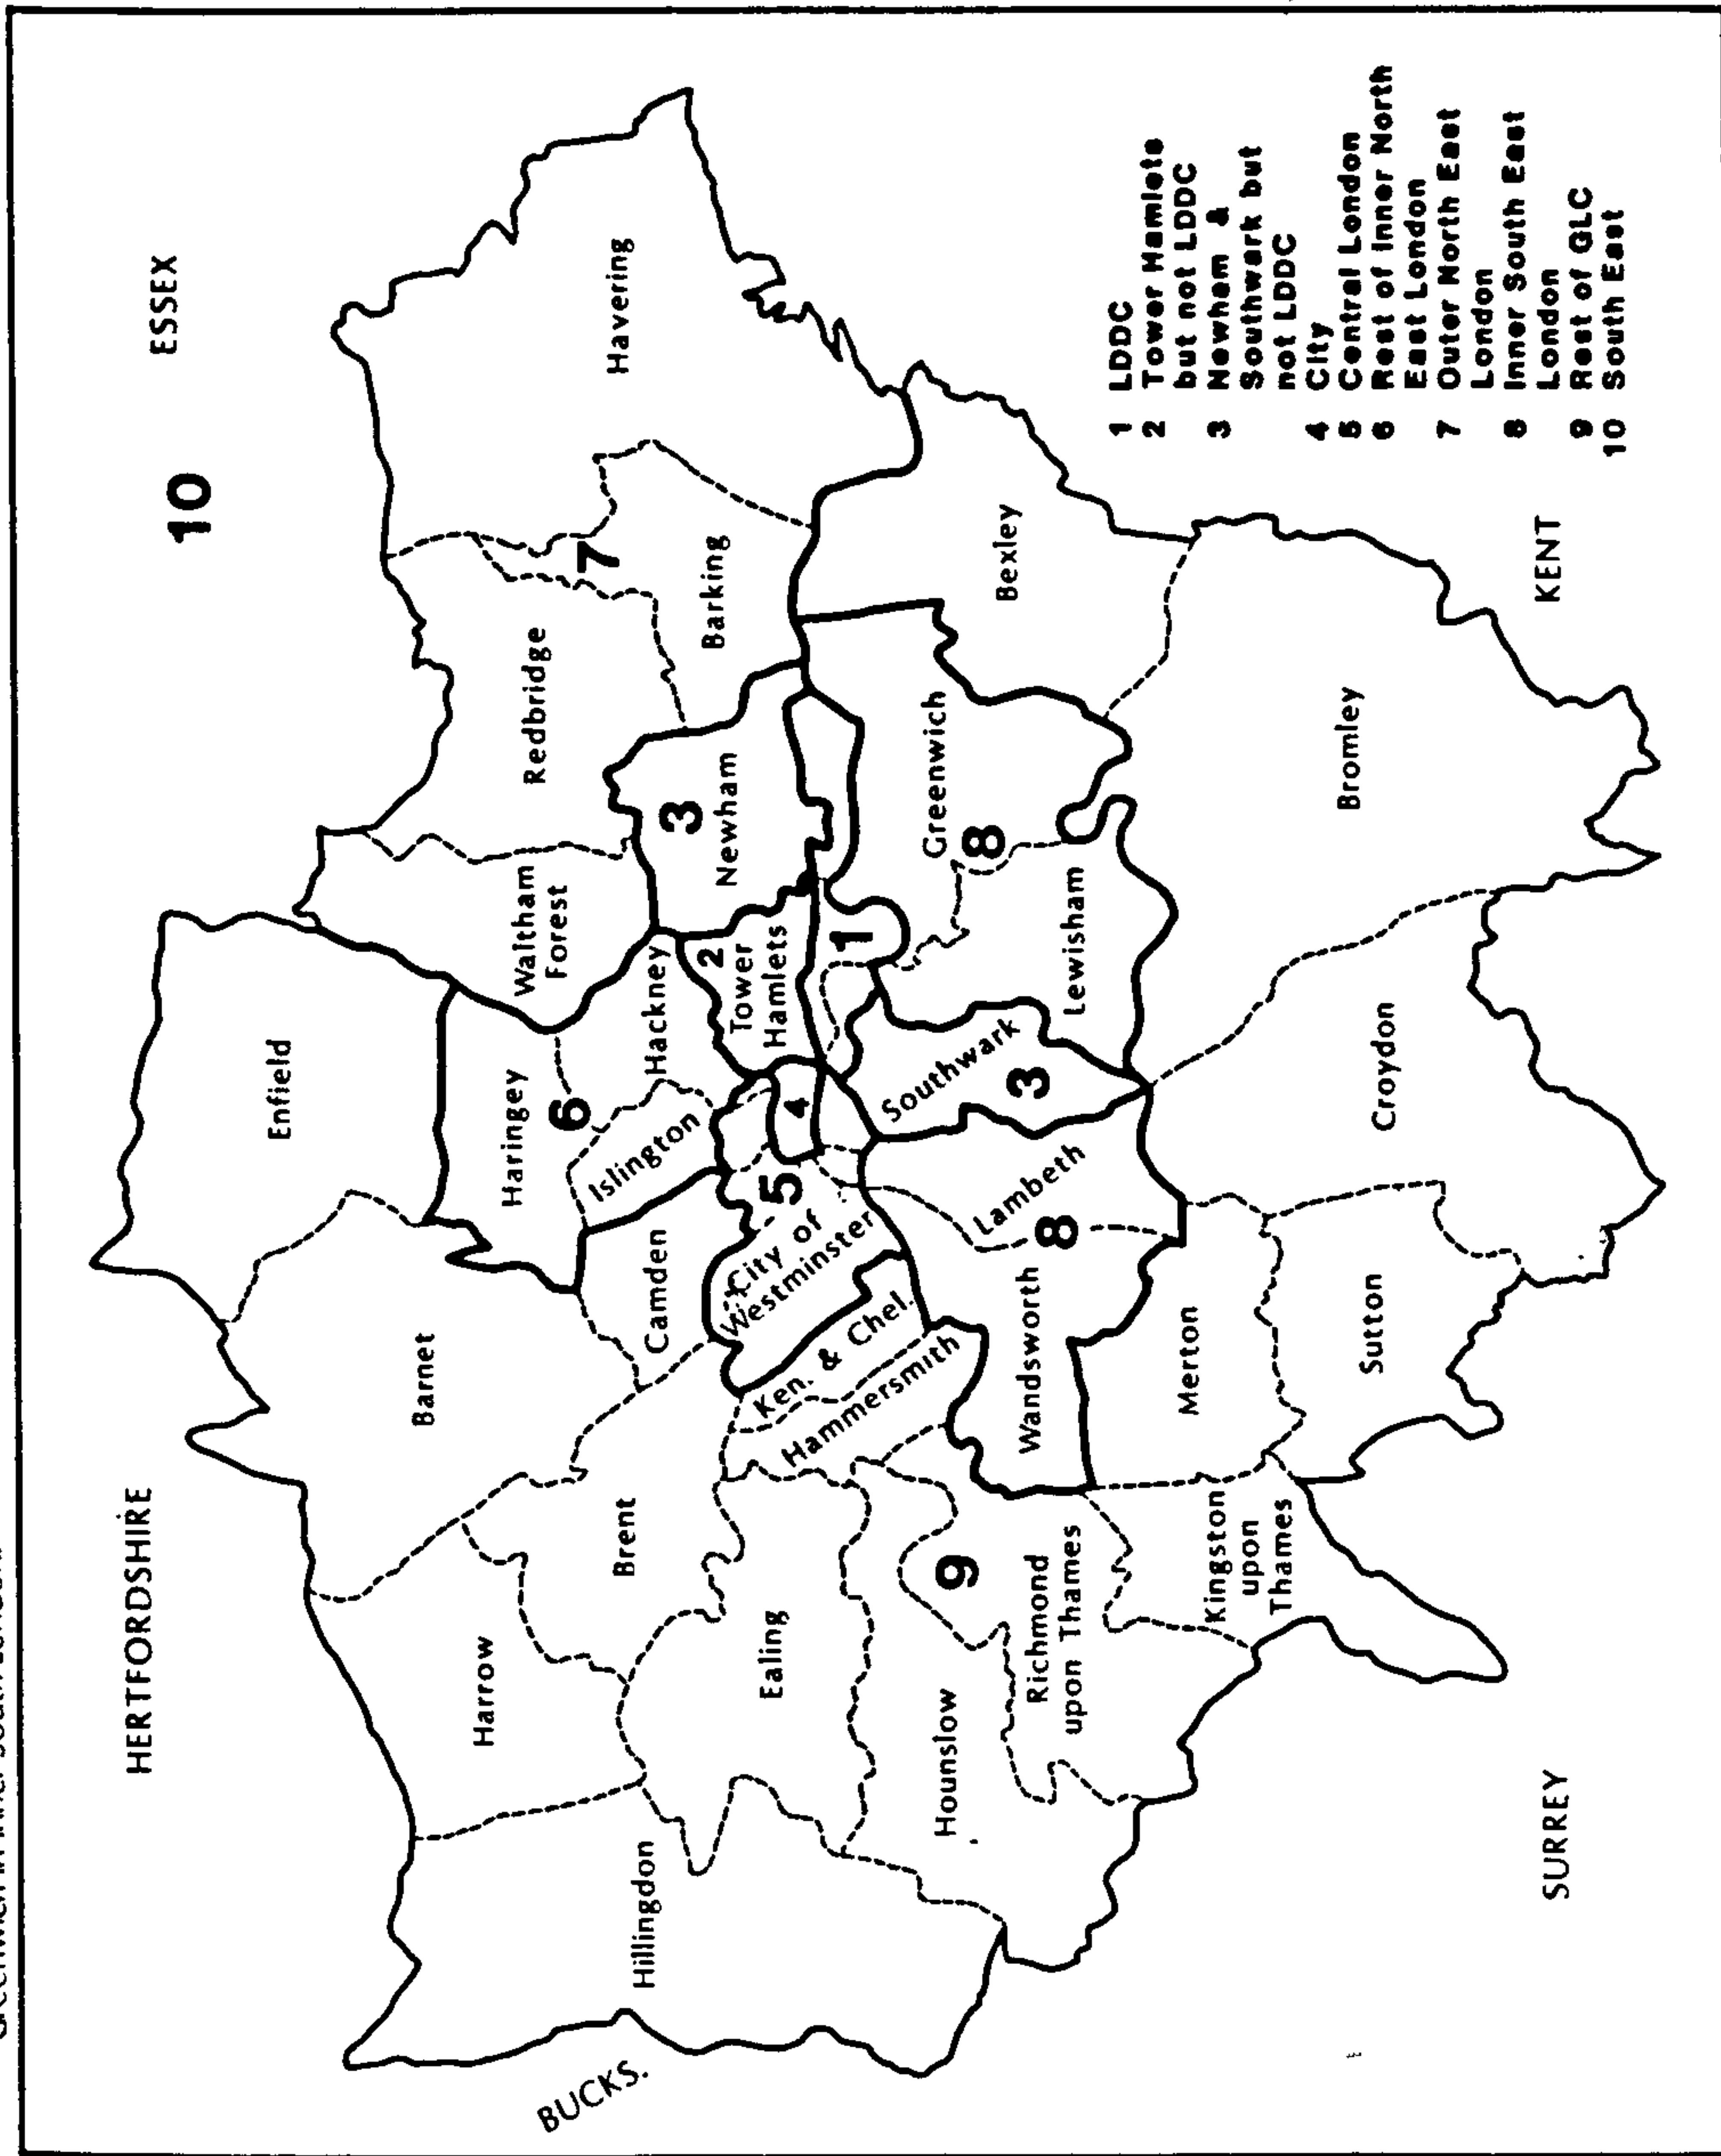 HERTFORDSHIRE
ESSEX
10
BUCKS.
SURREY
KENT
Enfield
Barnet
Haringey
6
Waltham
Forest
Redbridge
7
Havering
Barking
Harrow
Brent
Camden
Islington
Hackney
3
Newham
2
Tower
Hamlets
Hillingdon
Ealing
5
City of
Westminster
4
1
Ken. & Chel.
Hammersmith
Southwark
3
Greenwich
8
Bexley
Hounslow
9
Richmond
upon Thames
Wandsworth
Lambeth
8
Lewisham
Kingston
upon
Thames
Merton
Sutton
Croydon
Bromley
1 LDDC
2 Tower Hamlets
but not LDDC
3 Newham &
Southwark but
not LDDC
4 City
5 Central London
6 Rest of Inner North
East London
7 Outer North East
London
8 Inner South East
London
9 Rest of GLC
10 South East